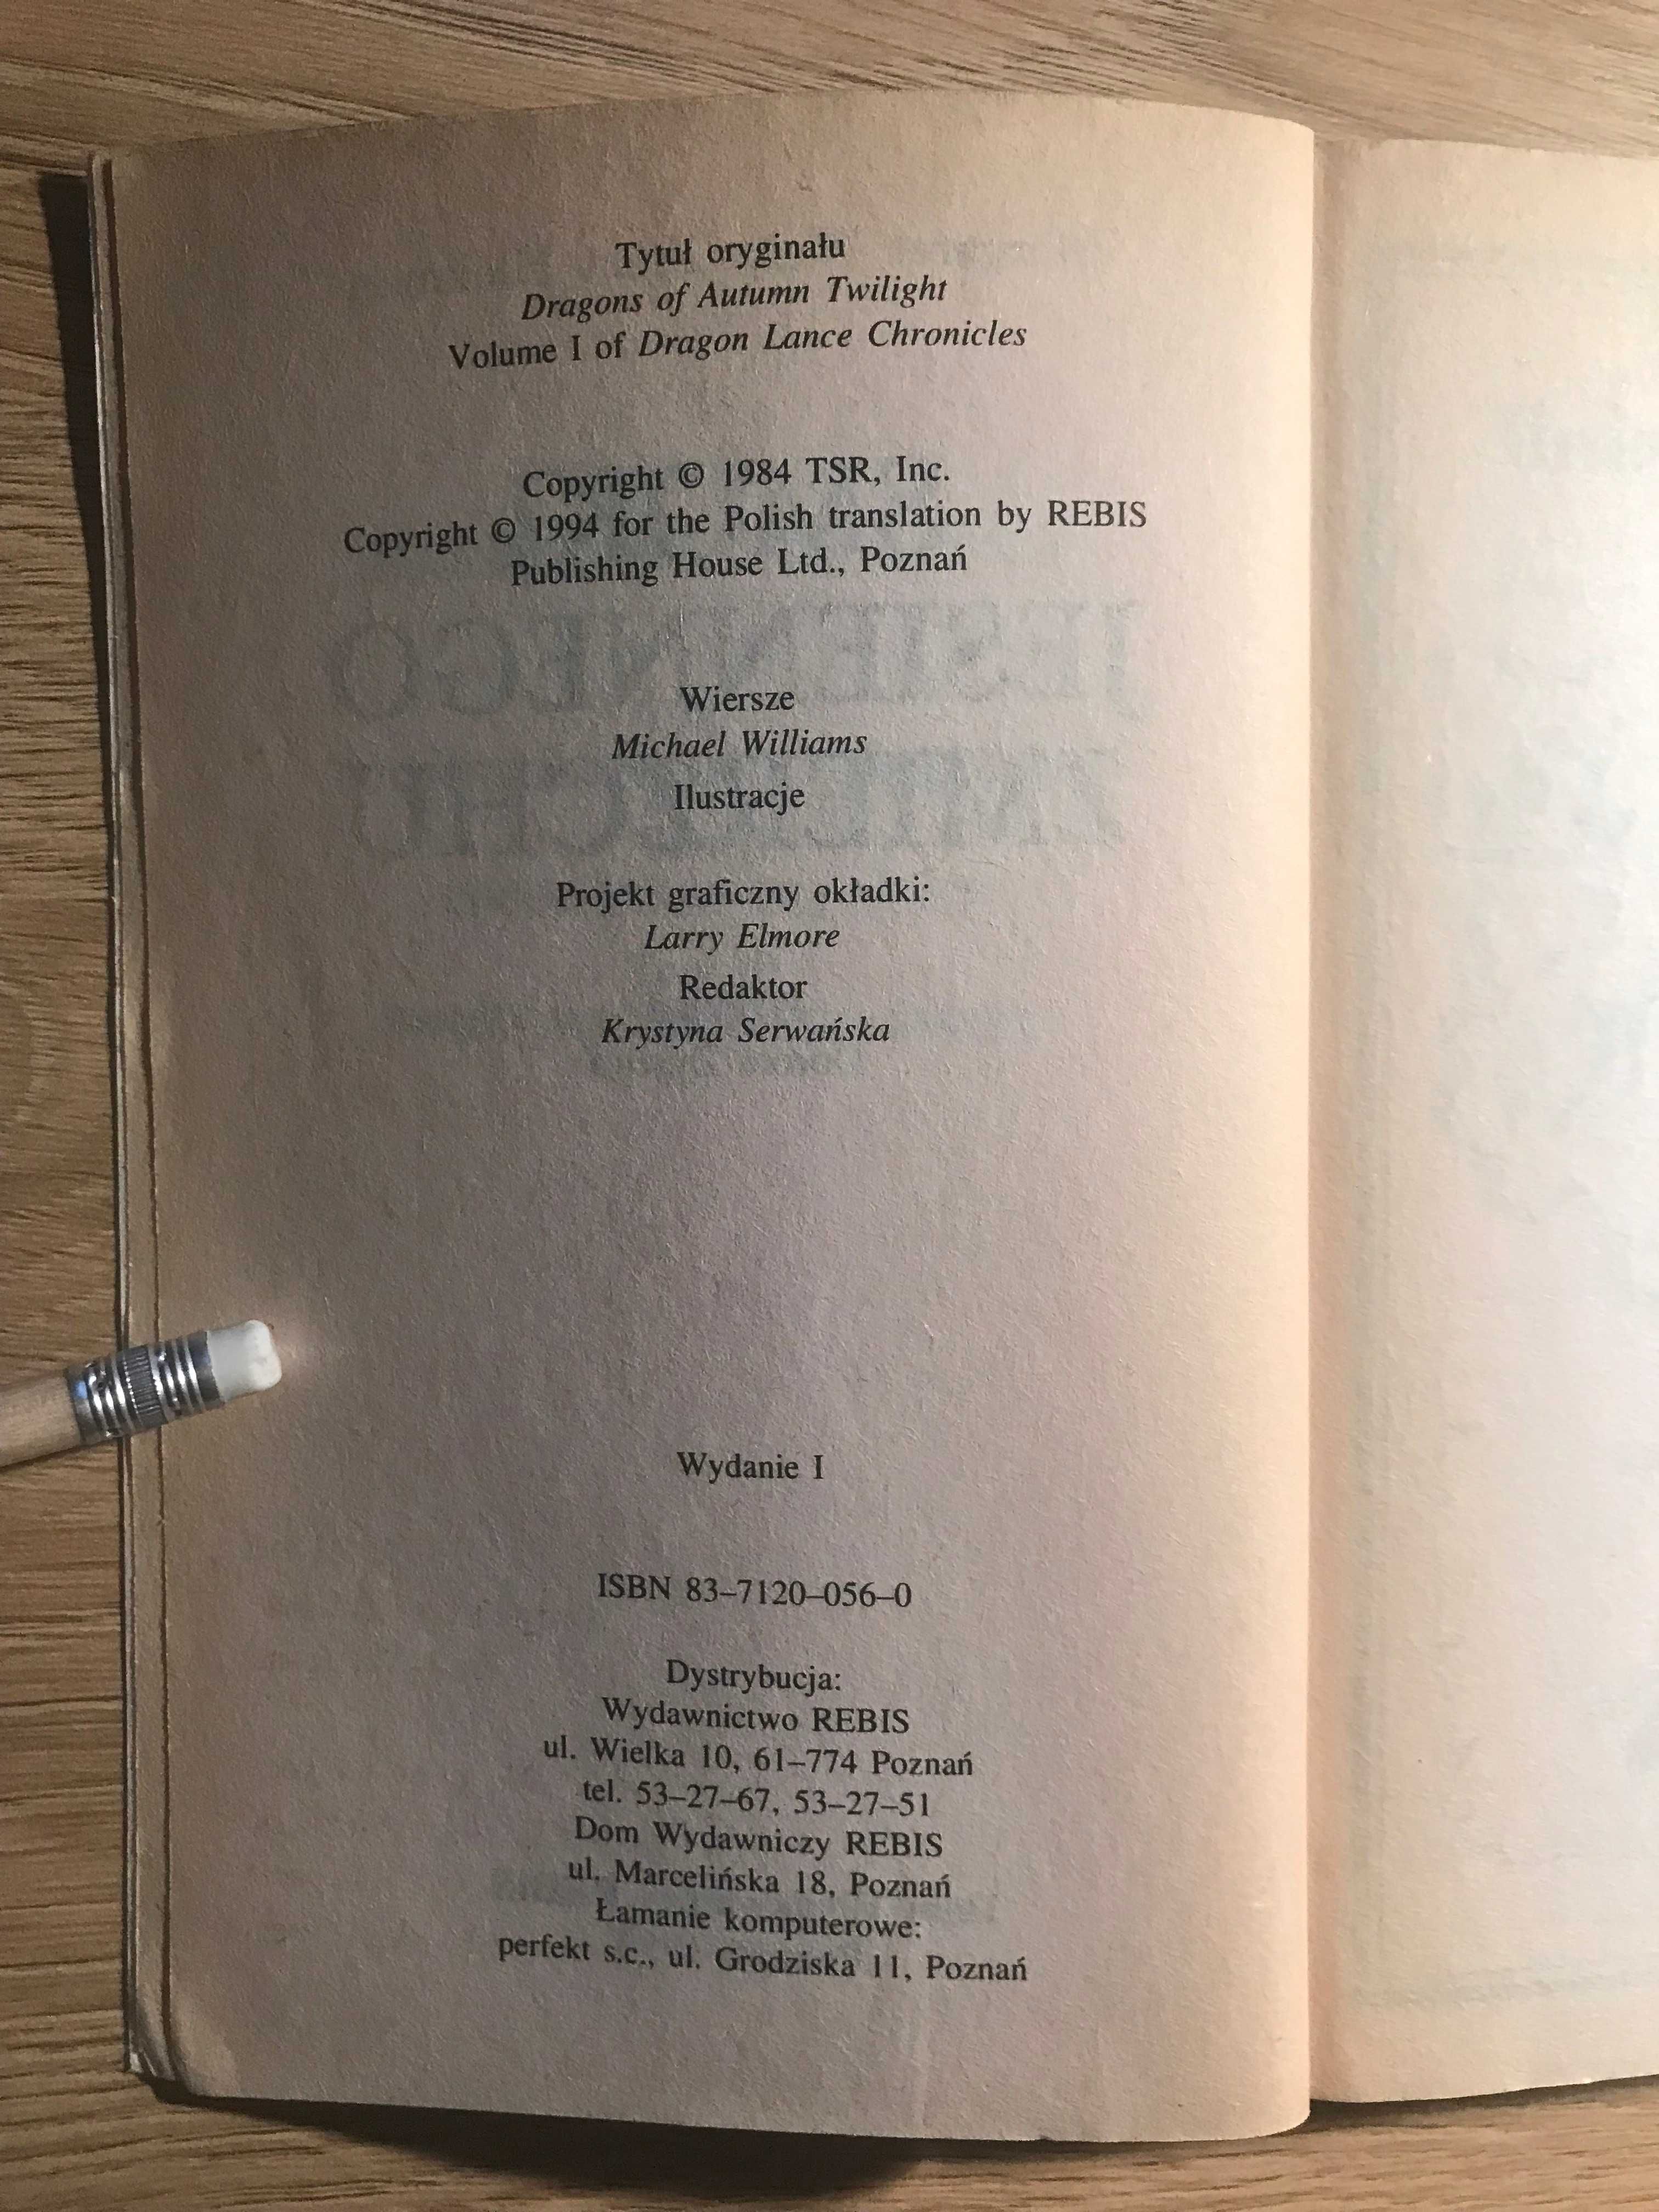 Tytuł oryginału
Dragons of Autumn Twilight
Volume I of Dragon Lance Chronicles
Copyright © 1984 TSR, Inc.
Copyright © 1994 for the Polish translation by REBIS
Publishing House Ltd., Poznań
Wiersze
Michael Williams
Ilustracje
Projekt graficzny okładki:
Larry Elmore
Redaktor
Krystyna Serwańska
Wydanie I
ISBN 83–7120–056–0
Dystrybucja:
Wydawnictwo REBIS
ul. Wielka 10, 61–774 Poznań
tel. 53–27–67, 53–27–51
Dom Wydawniczy REBIS
ul. Marcelińska 18, Poznań
Łamanie komputerowe:
perfekt s.c., ul. Grodziska 11, Poznań